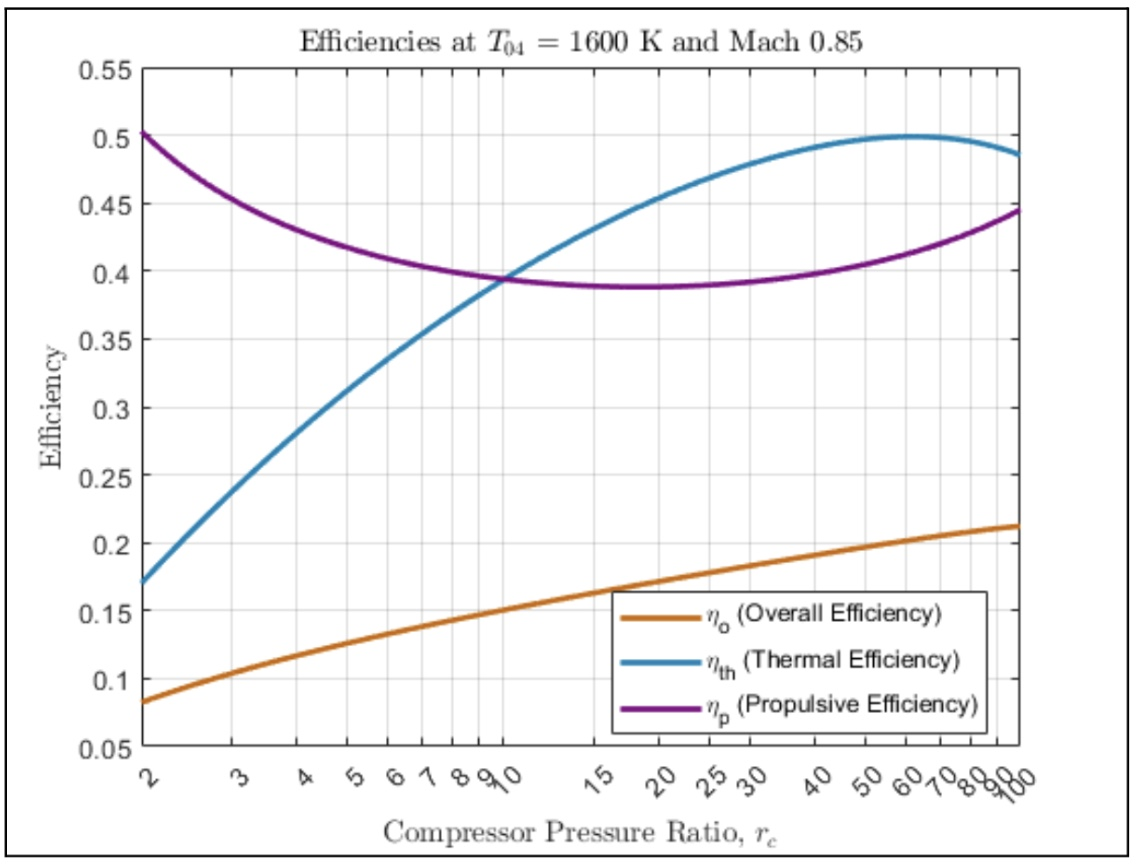 Efficiencies at T₀₄ = 1600 K and Mach 0.85
0.55
0.5
0.45
0.4
0.35
0.3
0.25
0.2
0.15
0.1
0.05
Efficiency
ηₒ (Overall Efficiency)
ηth (Thermal Efficiency)
ηp (Propulsive Efficiency)
2 3 4 5 6 7 8 9 10 15 20 25 30 40 50 60 70 80 90 100
Compressor Pressure Ratio, r_c